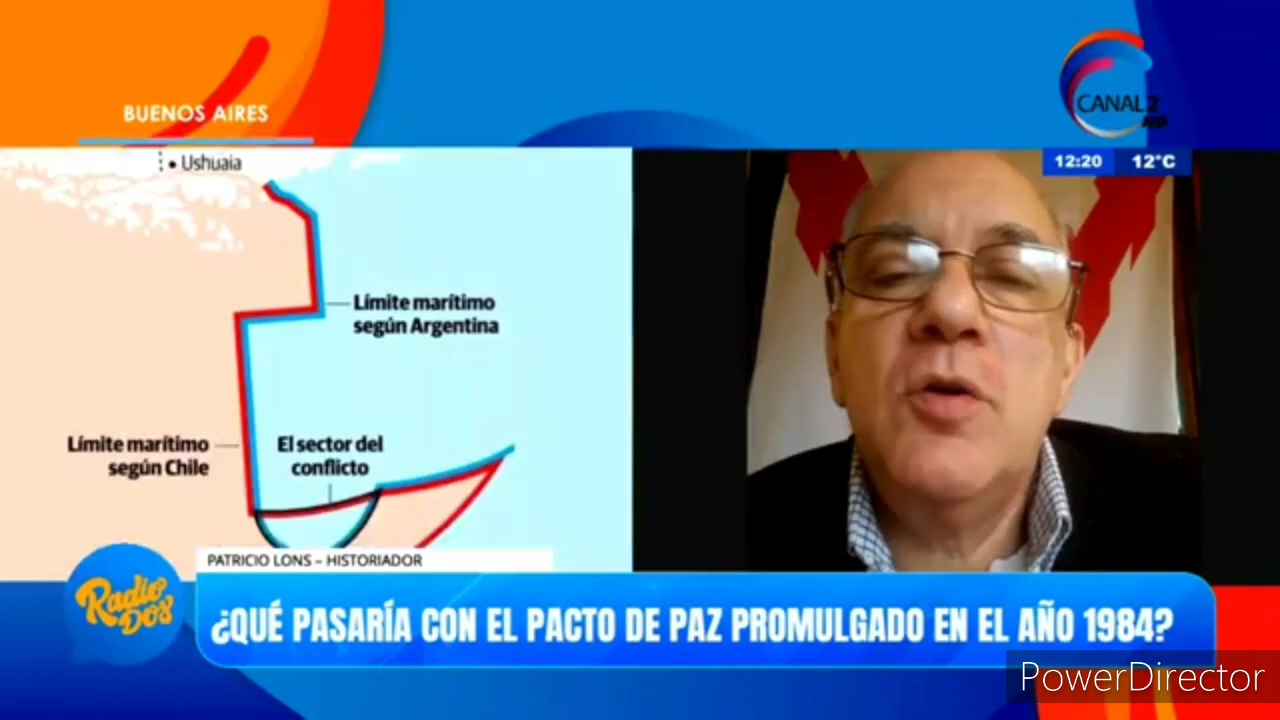 BUENOS AIRES
CANAL 2
HD
12:20 12°C
Ushuaia
Límite marítimo
según Argentina
Límite marítimo
según Chile
El sector del
conflicto
PATRICIO LONS – HISTORIADOR
Radio
Dos
¿QUÉ PASARÍA CON EL PACTO DE PAZ PROMULGADO EN EL AÑO 1984?
PowerDirector